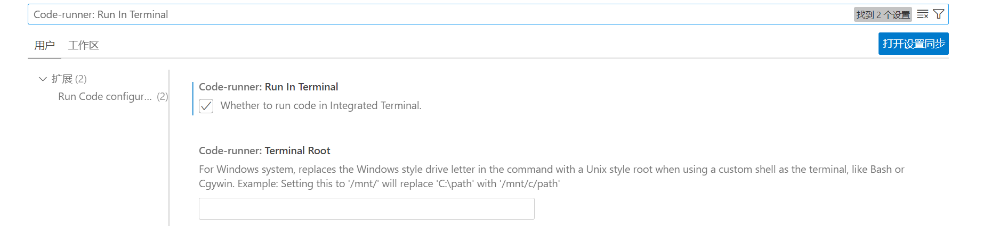 Code-runner: Run In Terminal
找到 2 个设置
用户
工作区
打开设置同步
扩展 (2)
Run Code configur... (2)
Code-runner: Run In Terminal
Whether to run code in Integrated Terminal.
Code-runner: Terminal Root
For Windows system, replaces the Windows style drive letter in the command with a Unix style root when using a custom shell as the terminal, like Bash or
Cgywin. Example: Setting this to '/mnt/' will replace 'C:\path' with '/mnt/c/path'